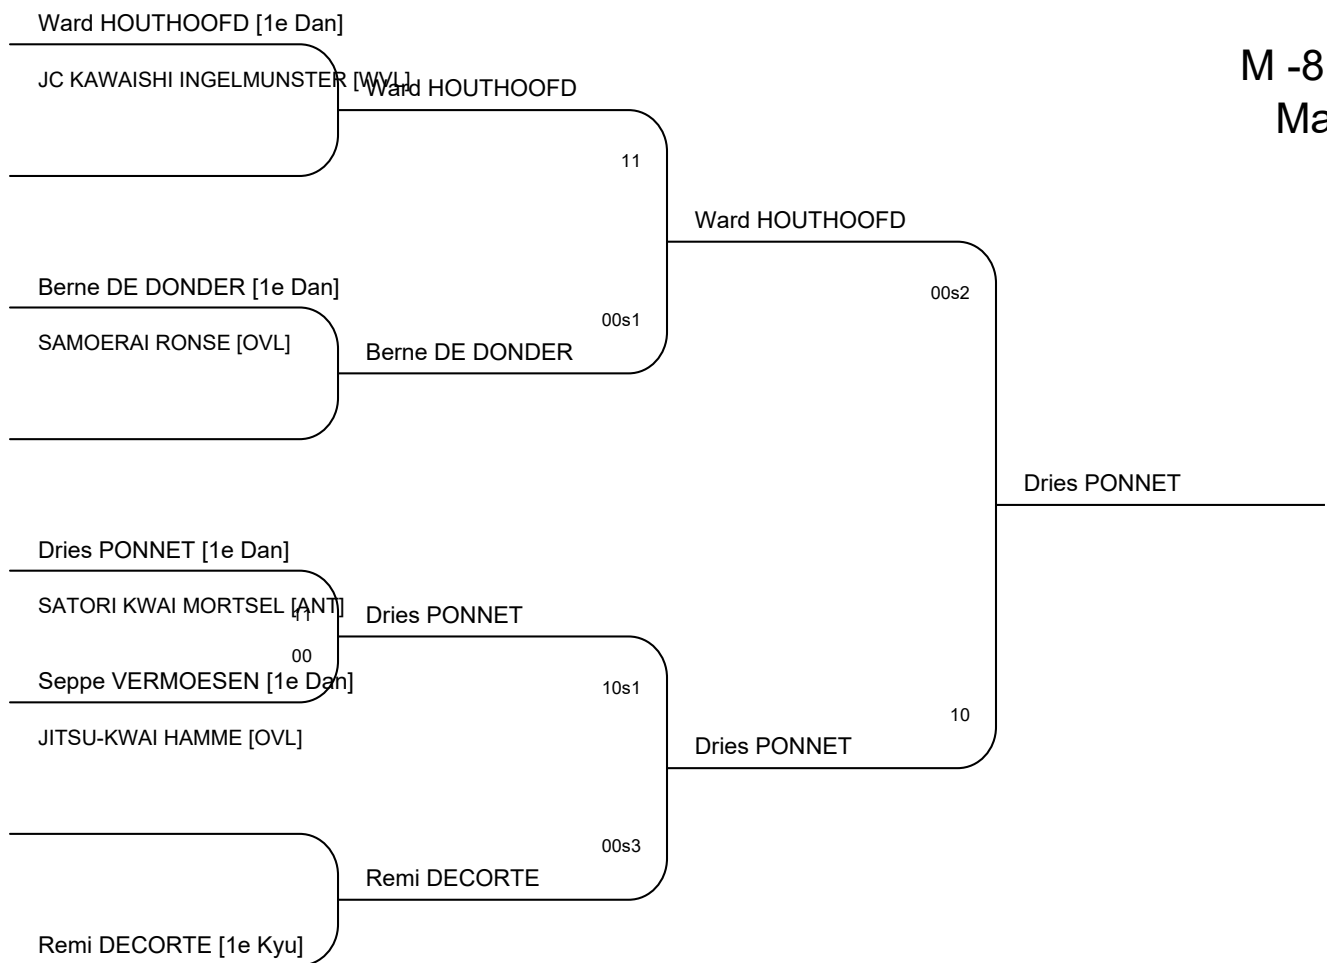 Ward HOUTHOOFD [1e Dan]
JC KAWAISHI INGELMUNSTER [WVL]
Ward HOUTHOOFD
M -8
Ma
11
Ward HOUTHOOFD
Berne DE DONDER [1e Dan]
00s2
00s1
SAMOERAI RONSE [OVL]
Berne DE DONDER
Dries PONNET
Dries PONNET [1e Dan]
SATORI KWAI MORTSEL [ANT]
11
Dries PONNET
00
Seppe VERMOESEN [1e Dan]
10s1
10
JITSU-KWAI HAMME [OVL]
Dries PONNET
00s3
Remi DECORTE
Remi DECORTE [1e Kyu]